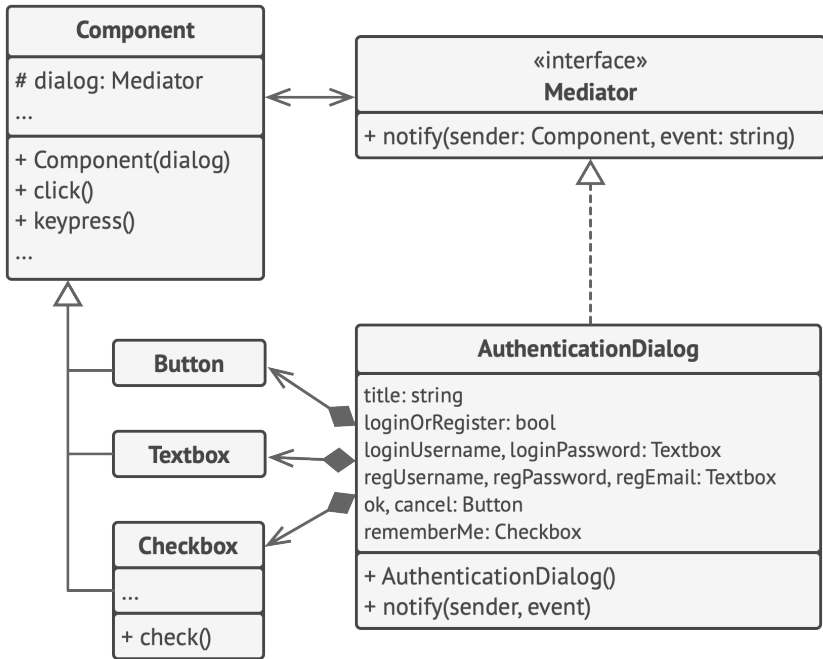 Component
# dialog: Mediator
...
+ Component(dialog)
+ click()
+ keypress()
...
«interface»
Mediator
+ notify(sender: Component, event: string)
Button
Textbox
Checkbox
...
+ check()
AuthenticationDialog
title: string
loginOrRegister: bool
loginUsername, loginPassword: Textbox
regUsername, regPassword, regEmail: Textbox
ok, cancel: Button
rememberMe: Checkbox
+ AuthenticationDialog()
+ notify(sender, event)